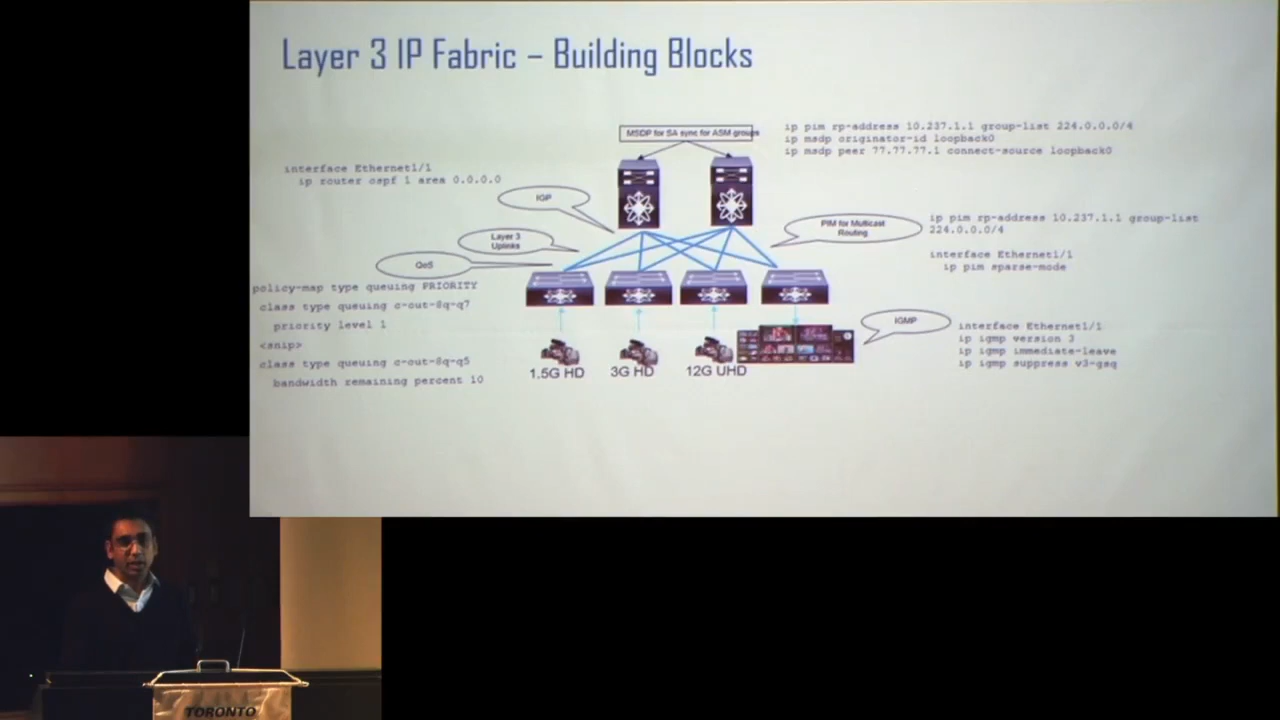 Layer 3 IP Fabric – Building Blocks
MSDP for SA sync for ASM groups
ip pim rp-address 10.237.1.1 group-list 224.0.0.0/4
ip msdp originator-id loopback0
ip msdp peer 77.77.77.1 connect-source loopback0
interface Ethernet1/1
ip router ospf 1 area 0.0.0.0
IGP
Layer 3
Uplinks
QoS
PIM for Multicast
Routing
ip pim rp-address 10.237.1.1 group-list
224.0.0.0/4
interface Ethernet1/1
ip pim sparse-mode
policy-map type queuing PRIORITY
class type queuing c-out-8q-q7
priority level 1
<snip>
class type queuing c-out-8q-q5
bandwidth remaining percent 10
IGMP
interface Ethernet1/1
ip igmp version 3
ip igmp immediate-leave
ip igmp suppress v3-gsq
1.5G HD
3G HD
12G UHD
TORONTO